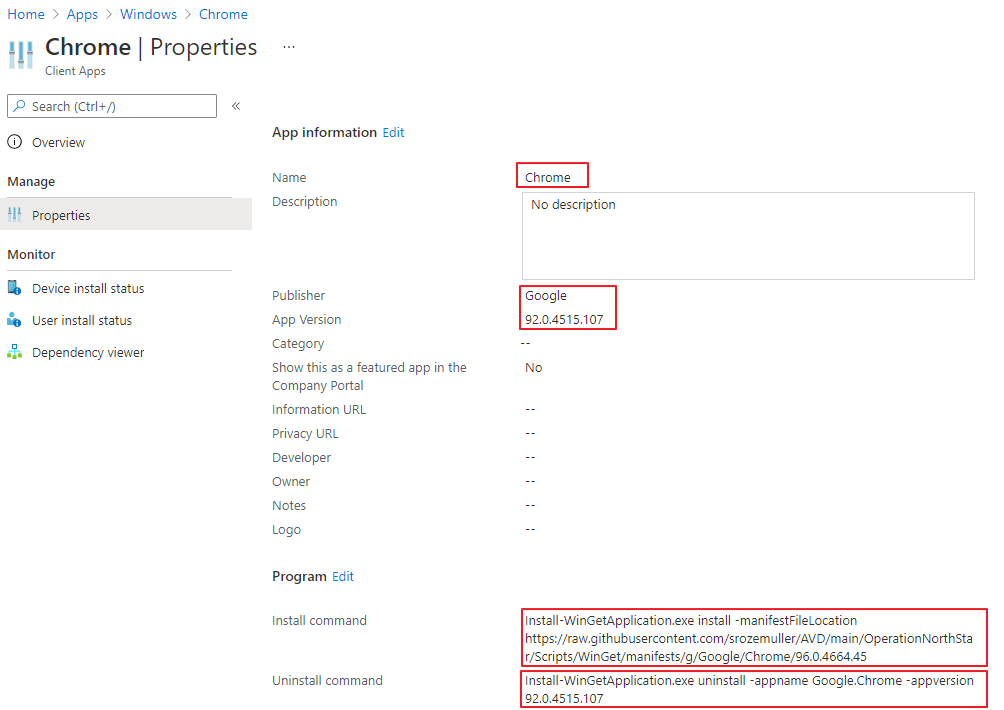 Home > Apps > Windows > Chrome
Chrome | Properties ...
Client Apps
Search (Ctrl+/) «
Overview
Manage
Properties
Monitor
Device install status
User install status
Dependency viewer
App information Edit
Name Chrome
Description No description
Publisher Google
App Version 92.0.4515.107
Category --
Show this as a featured app in the No
Company Portal
Information URL --
Privacy URL --
Developer --
Owner --
Notes --
Logo --
Program Edit
Install command Install-WinGetApplication.exe install -manifestFileLocation
https://raw.githubusercontent.com/srozemuller/AVD/main/OperationNorthSta
r/Scripts/WinGet/manifests/g/Google/Chrome/96.0.4664.45
Uninstall command Install-WinGetApplication.exe uninstall -appname Google.Chrome -appversion
92.0.4515.107